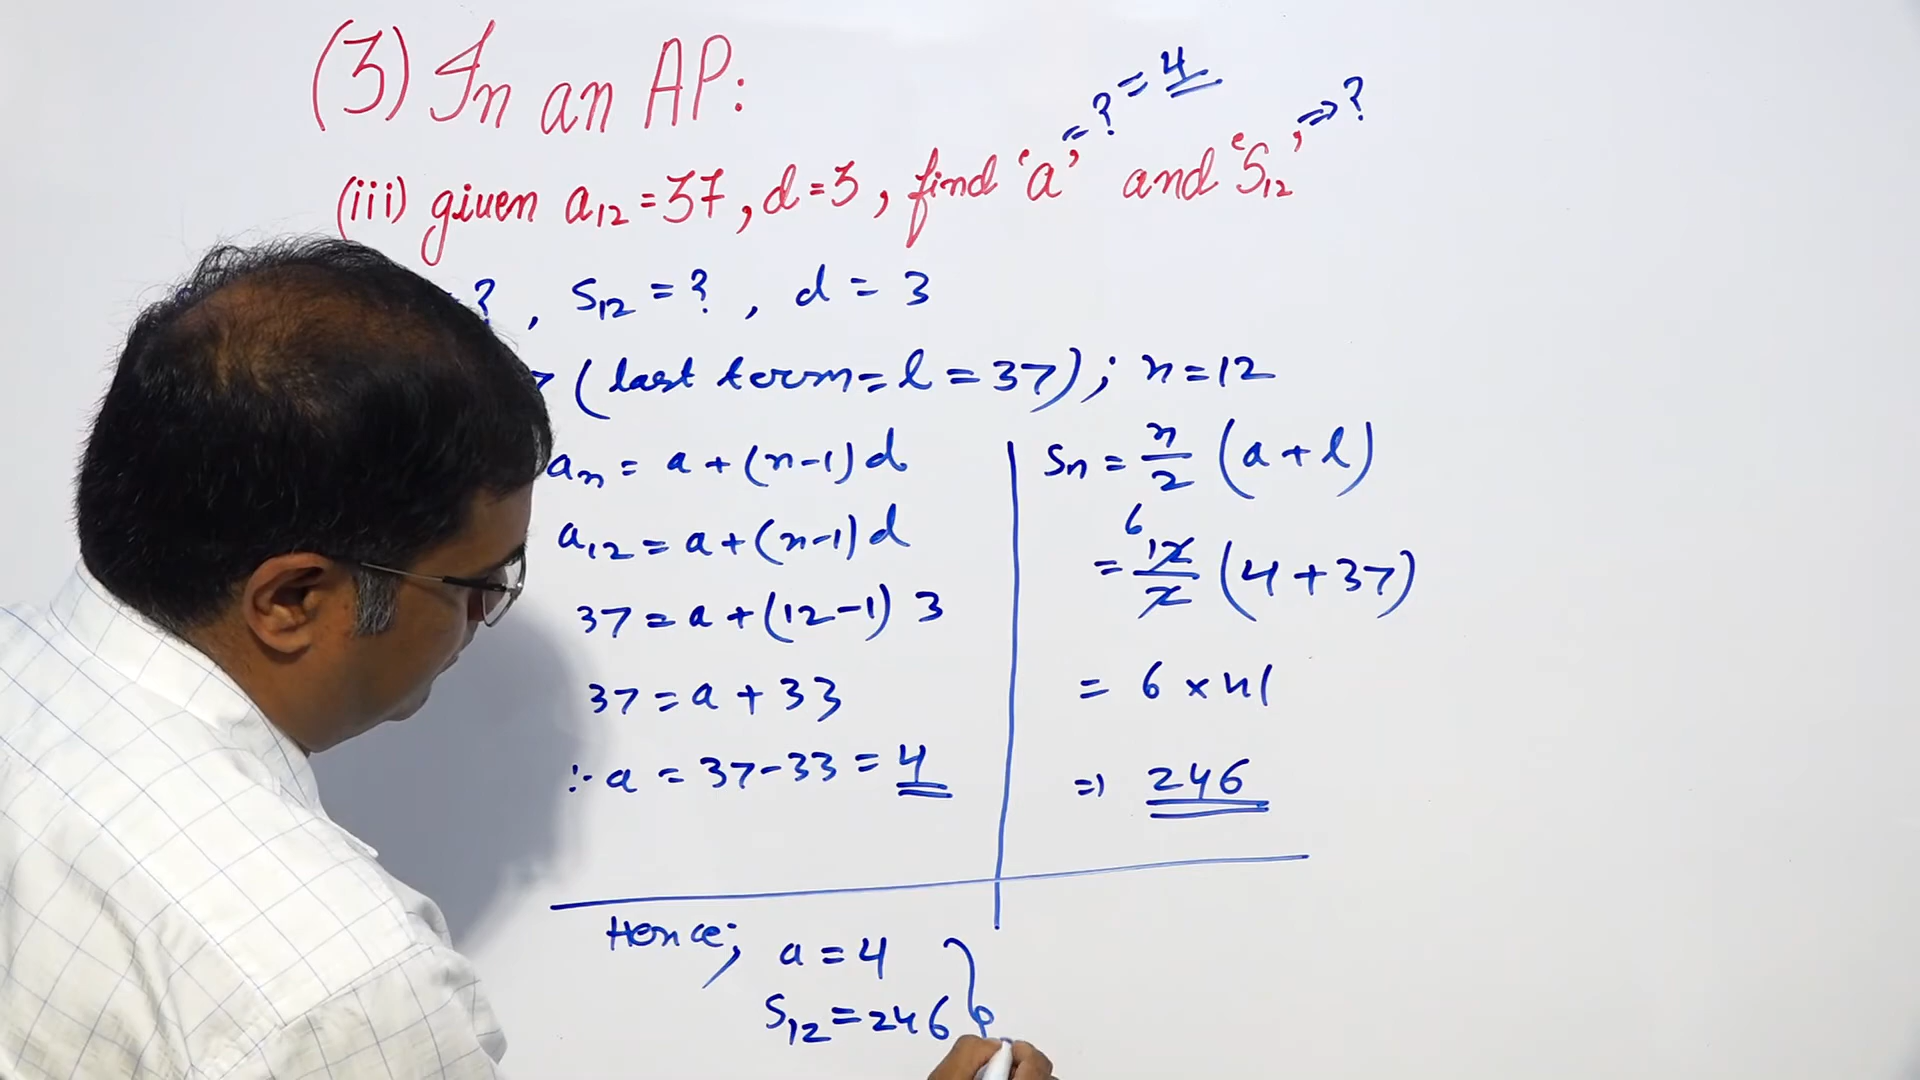 (3) In an AP:
(iii) given a₁₂ = 37, d = 3, find 'a' = ? = 4 and 'S₁₂' ⇒ ?
= ?, S₁₂ = ?, d = 3
(last term = l = 37); n = 12
aₙ = a + (n-1) d
a₁₂ = a + (n-1) d
37 = a + (12-1) 3
37 = a + 33
∴ a = 37 - 33 = 4
Sₙ = n/2 (a + l)
= 6 12/2 (4 + 37)
= 6 × 41
⇒ 246
Hence; a = 4
S₁₂ = 246